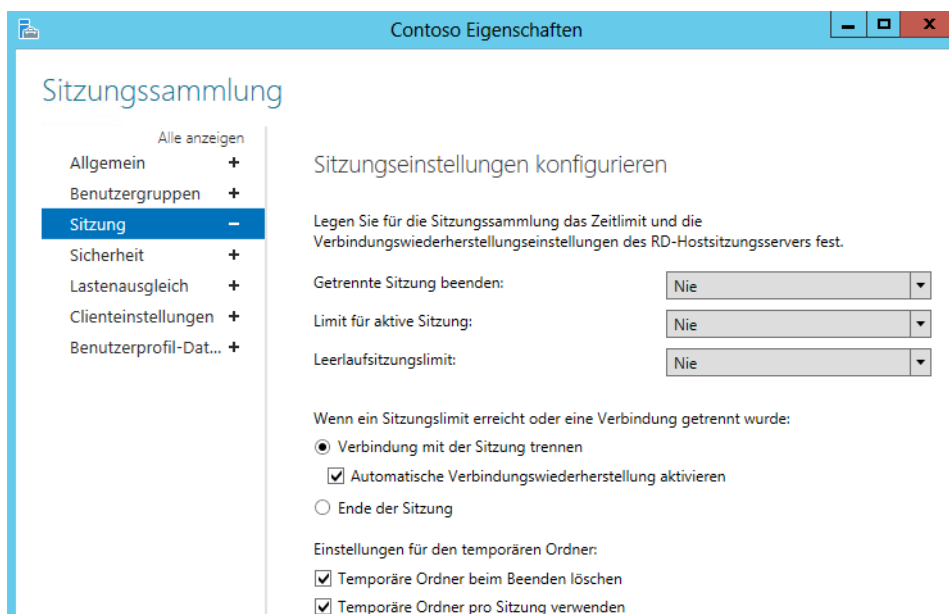 Contoso Eigenschaften
Sitzungssammlung
Alle anzeigen
Allgemein +
Benutzergruppen +
Sitzung –
Sicherheit +
Lastenausgleich +
Clienteinstellungen +
Benutzerprofil-Dat... +
Sitzungseinstellungen konfigurieren
Legen Sie für die Sitzungssammlung das Zeitlimit und die
Verbindungswiederherstellungseinstellungen des RD-Hostsitzungsservers fest.
Getrennte Sitzung beenden: Nie
Limit für aktive Sitzung: Nie
Leerlaufsitzungslimit: Nie
Wenn ein Sitzungslimit erreicht oder eine Verbindung getrennt wurde:
Verbindung mit der Sitzung trennen
Automatische Verbindungswiederherstellung aktivieren
Ende der Sitzung
Einstellungen für den temporären Ordner:
Temporäre Ordner beim Beenden löschen
Temporäre Ordner pro Sitzung verwenden